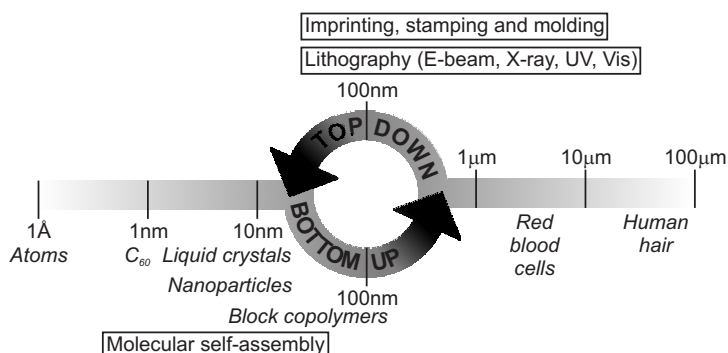 Imprinting, stamping and molding
Lithography (E-beam, X-ray, UV, Vis)
100nm
TOP DOWN
1μm
10μm
100μm
1Å
1nm
10nm
BOTTOM UP
Atoms
C₆₀
Liquid crystals
Red
blood
cells
Human
hair
Nanoparticles
100nm
Block copolymers
Molecular self-assembly